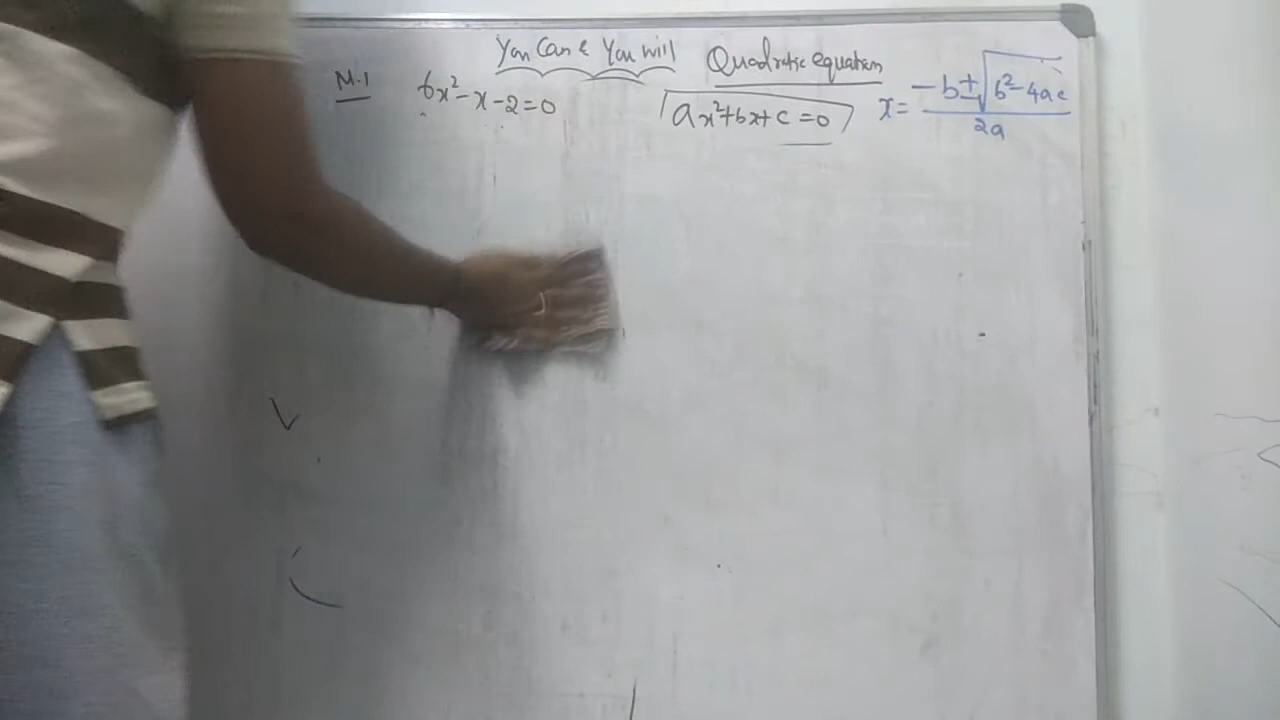 You Can & You will
Quadratic equation
M.1
6x²-x-2=0
ax²+bx+c=0
x= -b±√b²-4ac / 2a